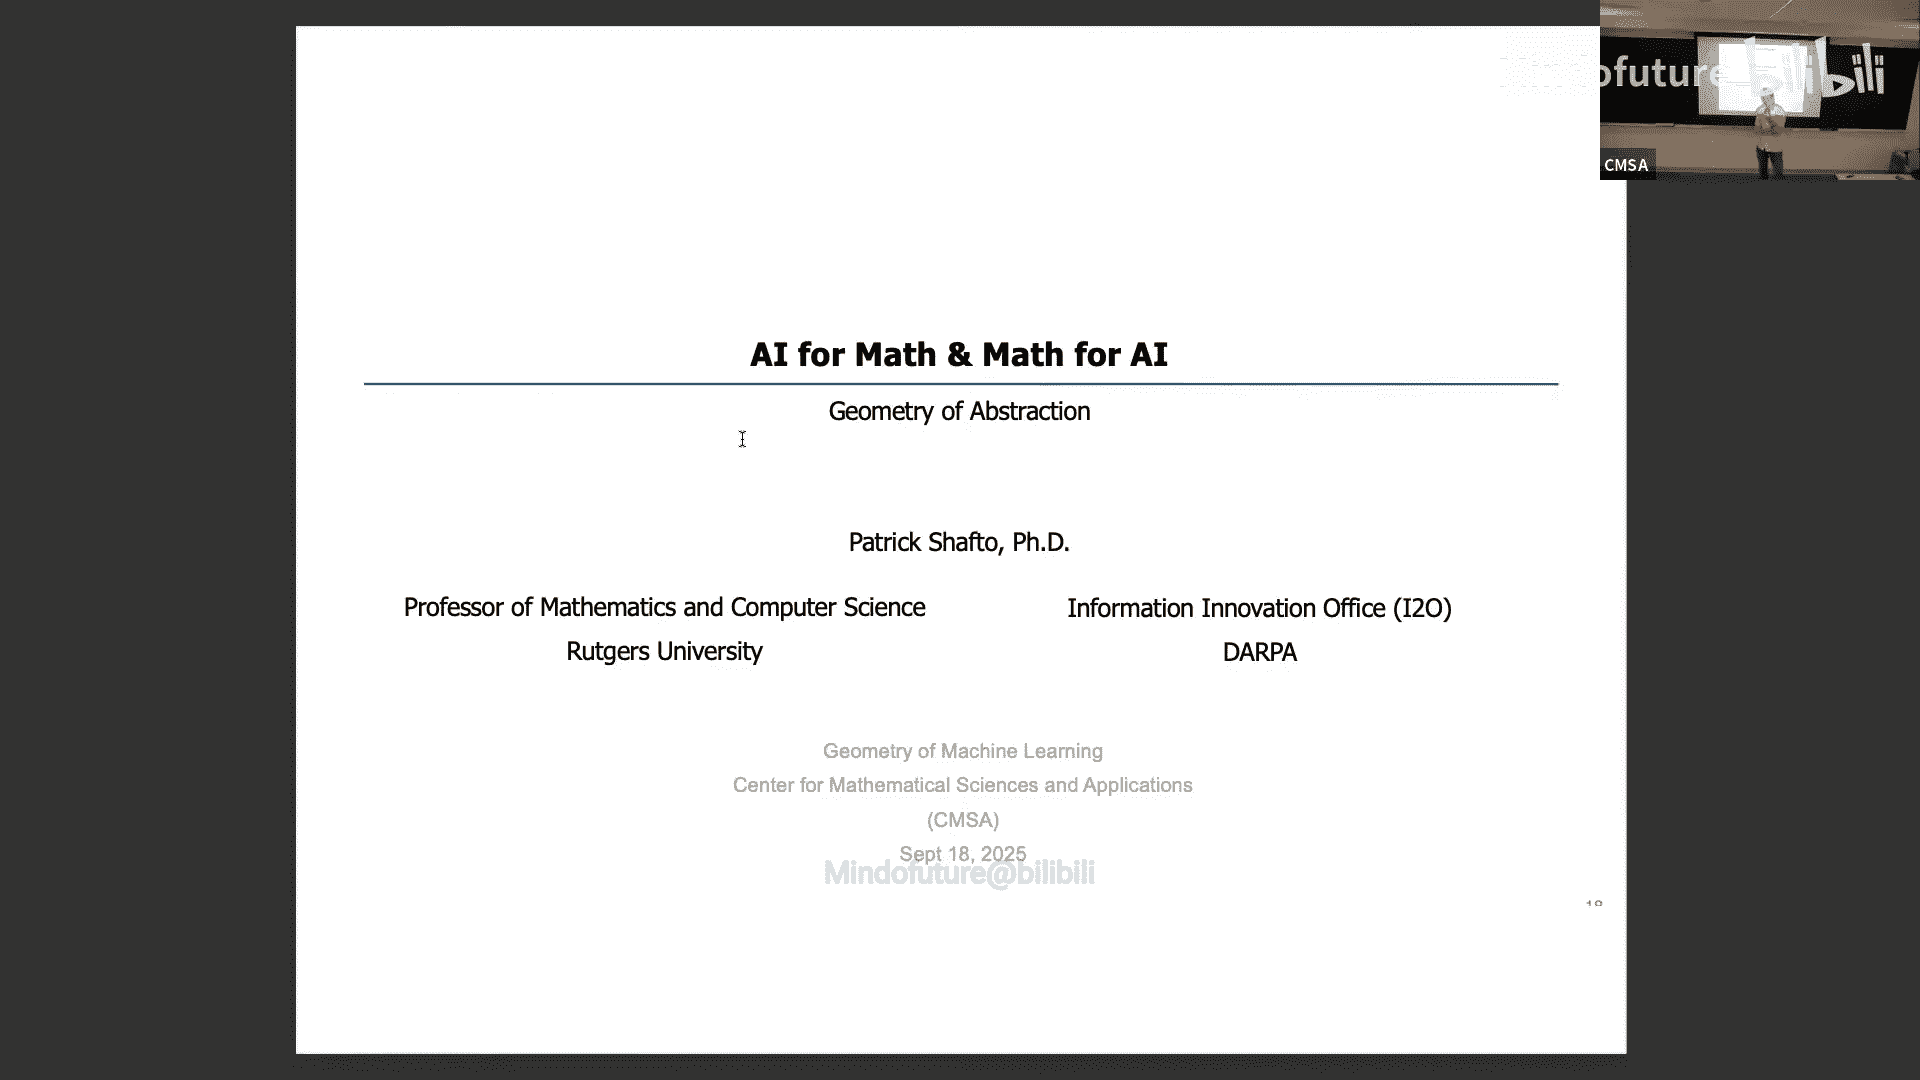 ofuture
bilibili
CMSA
AI for Math & Math for AI
Geometry of Abstraction
Patrick Shafto, Ph.D.
Professor of Mathematics and Computer Science
Rutgers University
Information Innovation Office (I2O)
DARPA
Geometry of Machine Learning
Center for Mathematical Sciences and Applications
(CMSA)
Sept 18, 2025
Mindofuture@bilibili